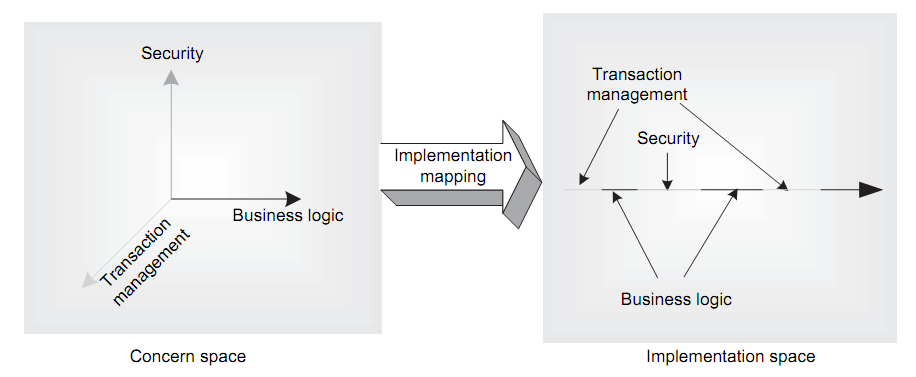 Security
Business logic
Transaction
management
Concern space
Implementation
mapping
Transaction
management
Security
Business logic
Implementation space